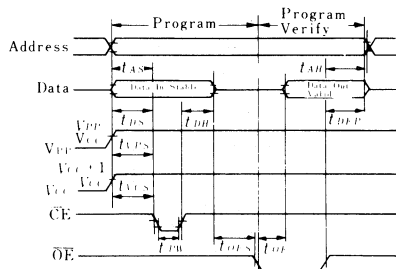 Program
Program
Verify
Address
tAS
tAH
Data
Data In Stable
Data Out
Valid
tDS
tDH
tDFP
VPP
VPP
VCC
tVPS
VCC+1
VCC
VCC
tVCS
CE
tPW
tOES
tOE
OE